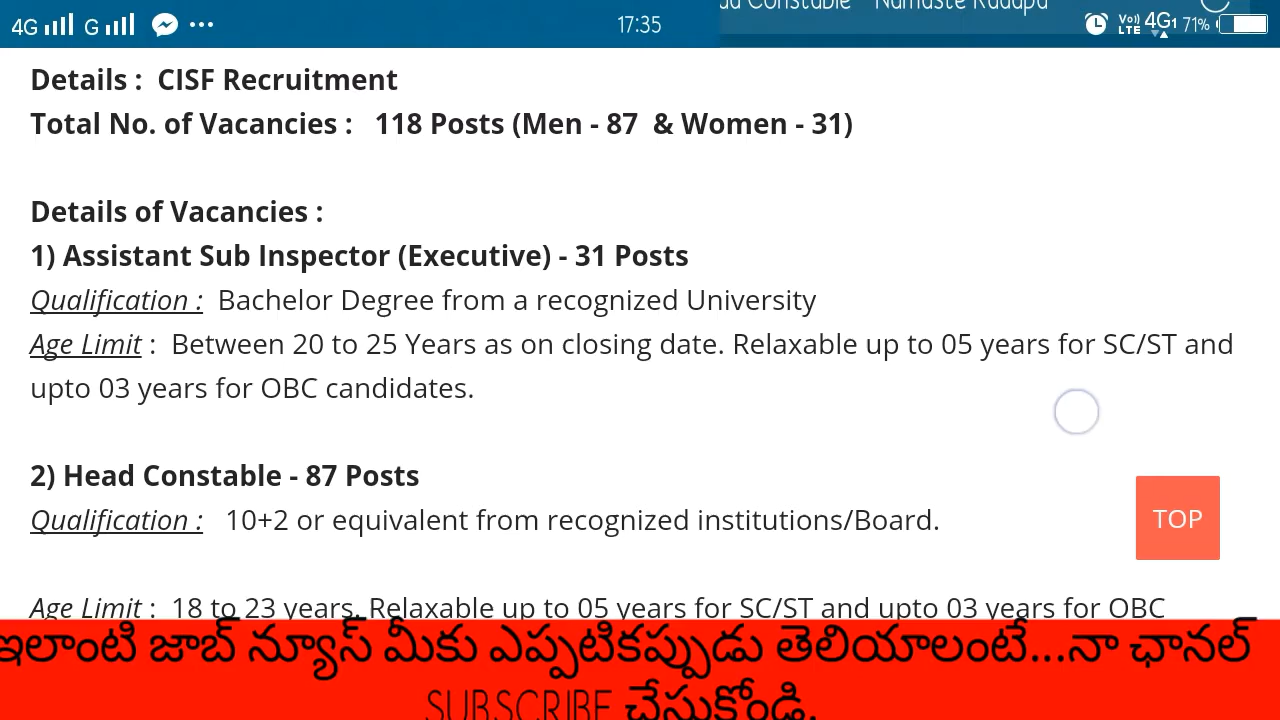 Constable - Namaste Kadapa
4G G 17:35 Vo)) LTE 4G1 71%
Details : CISF Recruitment
Total No. of Vacancies : 118 Posts (Men - 87 & Women - 31)
Details of Vacancies :
1) Assistant Sub Inspector (Executive) - 31 Posts
Qualification : Bachelor Degree from a recognized University
Age Limit : Between 20 to 25 Years as on closing date. Relaxable up to 05 years for SC/ST and
upto 03 years for OBC candidates.
2) Head Constable - 87 Posts
Qualification : 10+2 or equivalent from recognized institutions/Board.
TOP
Age Limit : 18 to 23 years. Relaxable up to 05 years for SC/ST and upto 03 years for OBC
ఇలాంటి జాబ్ న్యూస్ మీకు ఎప్పటికప్పుడు తెలియాలంటే...నా ఛానల్
SUBSCRIBE చేసుకోండి.